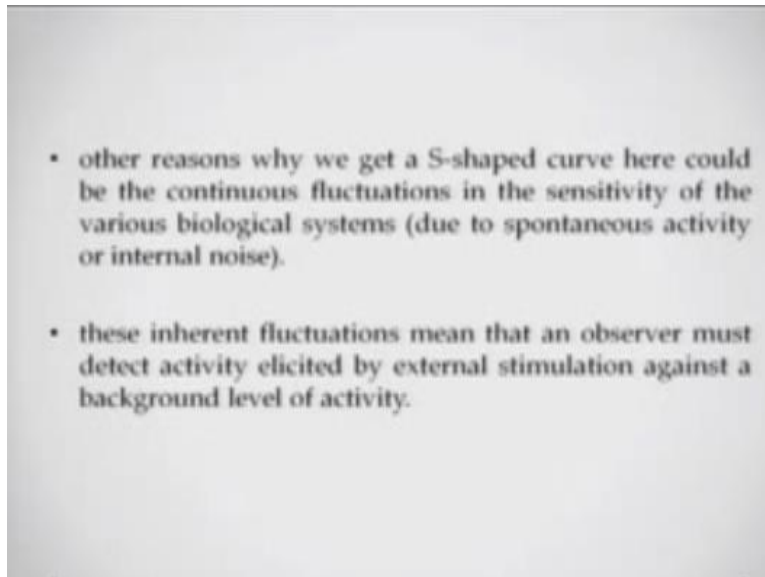 • other reasons why we get a S-shaped curve here could
be the continuous fluctuations in the sensitivity of the
various biological systems (due to spontaneous activity
or internal noise).
• these inherent fluctuations mean that an observer must
detect activity elicited by external stimulation against a
background level of activity.